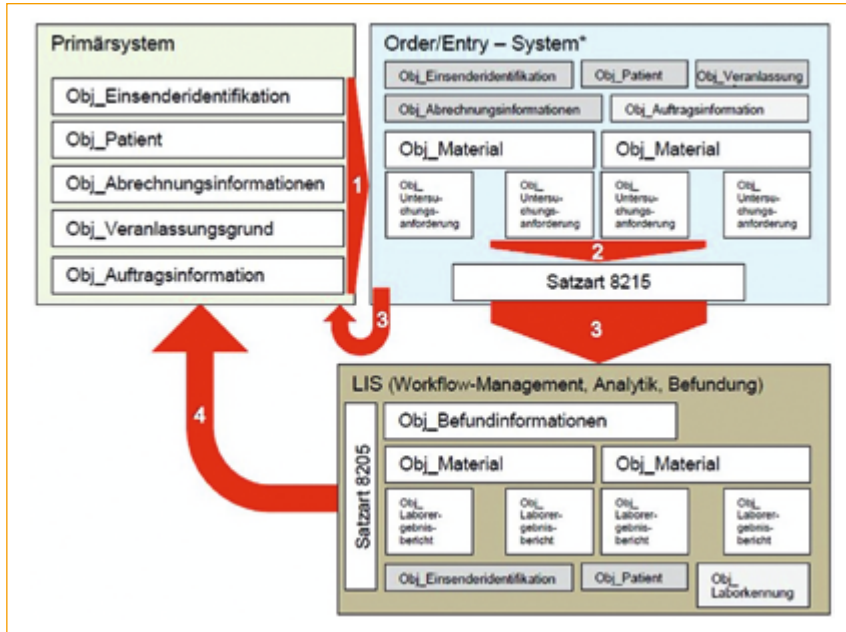 Primärsystem
Obj_Einsenderidentifikation
Obj_Patient
Obj_Abrechnungsinformationen
Obj_Veranlassungsgrund
Obj_Auftragsinformation
1
Order/Entry – System*
Obj_Einsenderidentifikation
Obj_Patient
Obj_Veranlassung
Obj_Abrechnungsinformationen
Obj_Auftragsinformation
Obj_Material
Obj_Material
Obj_
Untersu-
chungs-
anforderung
Obj_
Untersu-
chungs-
anforderung
Obj_
Untersu-
chungs-
anforderung
Obj_
Untersu-
chungs-
anforderung
2
Satzart 8215
3
3
4
LIS (Workflow-Management, Analytik, Befundung)
Satzart 8205
Obj_Befundinformationen
Obj_Material
Obj_Material
Obj_
Laborer-
gebnis-
bericht
Obj_
Laborer-
gebnis-
bericht
Obj_
Laborer-
gebnis-
bericht
Obj_
Laborer-
gebnis-
bericht
Obj_Einsenderidentifikation
Obj_Patient
Obj_
Laborkennung